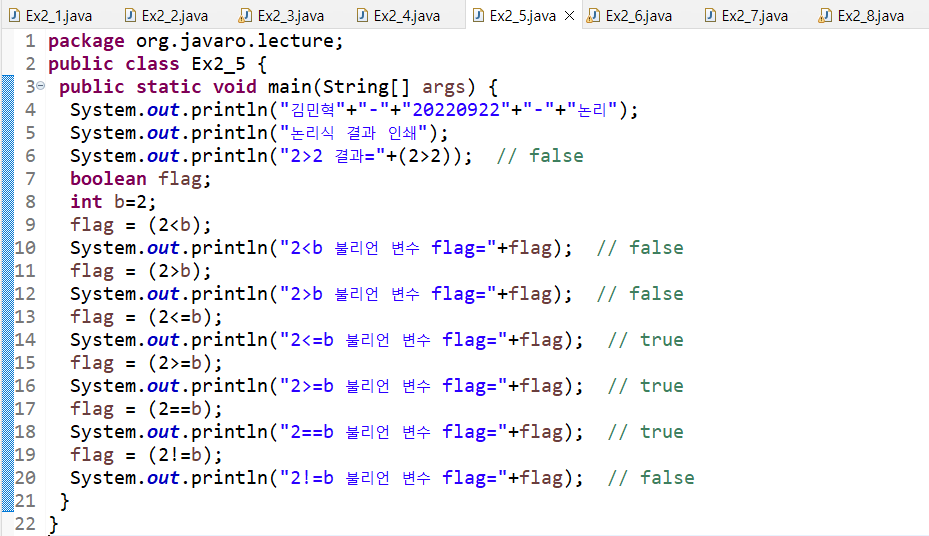 Ex2_1.java Ex2_2.java Ex2_3.java Ex2_4.java Ex2_5.java Ex2_6.java Ex2_7.java Ex2_8.java
1 package org.javaro.lecture;
2 public class Ex2_5 {
3 public static void main(String[] args) {
4 System.out.println("김민혁"+"-"+"20220922"+"-"+"논리");
5 System.out.println("논리식 결과 인쇄");
6 System.out.println("2>2 결과="+(2>2)); // false
7 boolean flag;
8 int b=2;
9 flag = (2<b);
10 System.out.println("2<b 불리언 변수 flag="+flag); // false
11 flag = (2>b);
12 System.out.println("2>b 불리언 변수 flag="+flag); // false
13 flag = (2<=b);
14 System.out.println("2<=b 불리언 변수 flag="+flag); // true
15 flag = (2>=b);
16 System.out.println("2>=b 불리언 변수 flag="+flag); // true
17 flag = (2==b);
18 System.out.println("2==b 불리언 변수 flag="+flag); // true
19 flag = (2!=b);
20 System.out.println("2!=b 불리언 변수 flag="+flag); // false
21 }
22 }